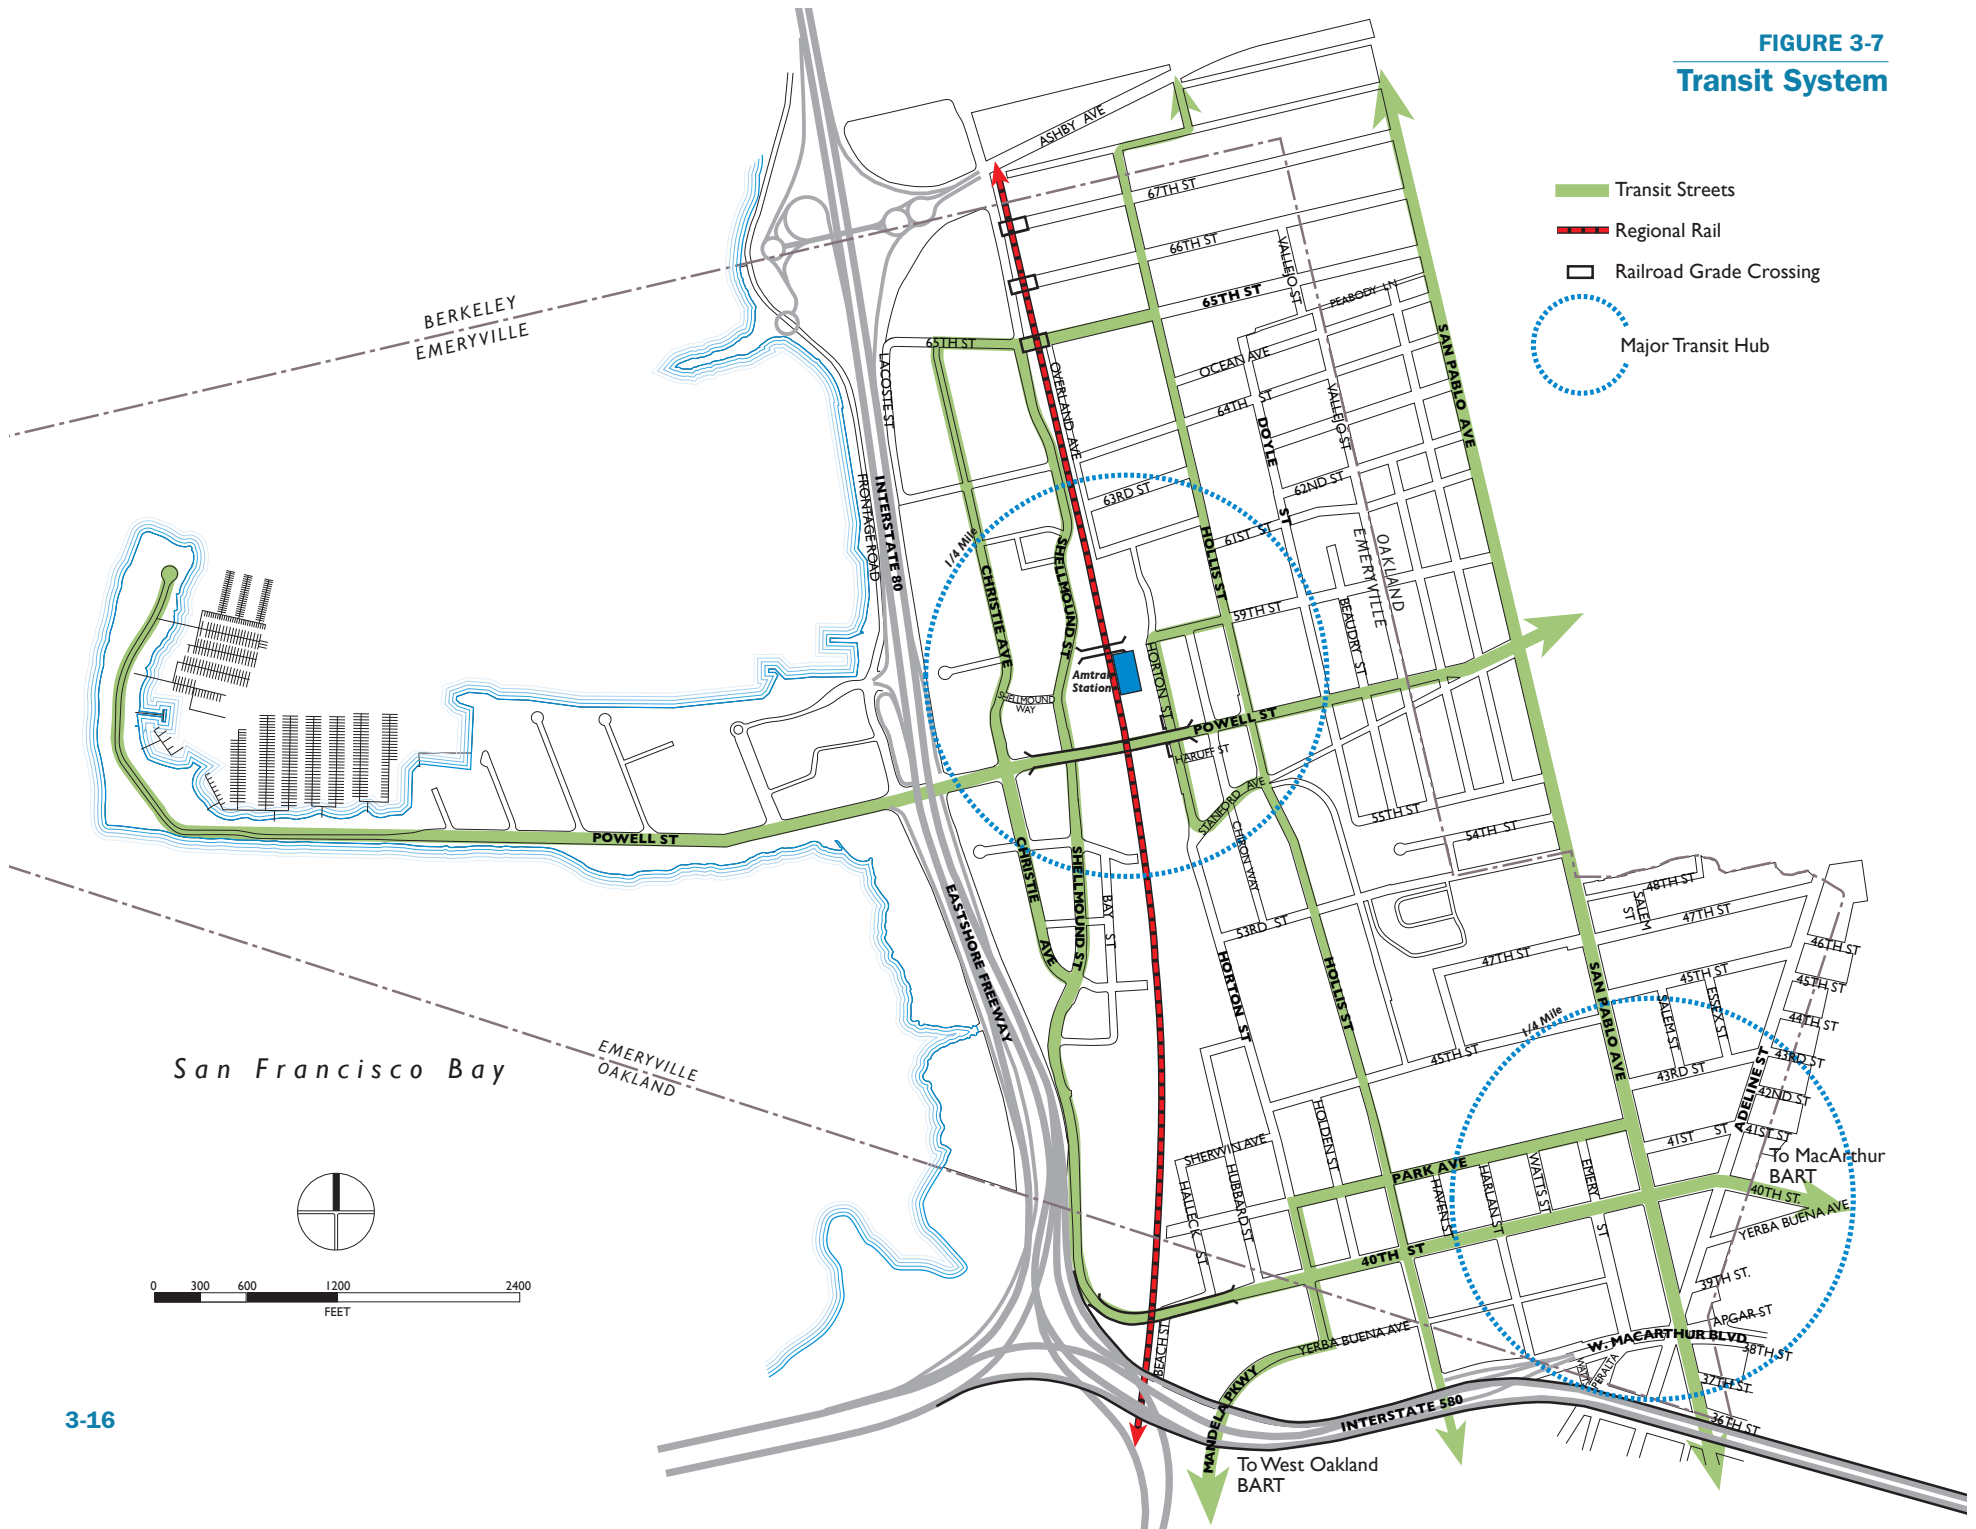 FIGURE 3-7
Transit System
Transit Streets
Regional Rail
Railroad Grade Crossing
Major Transit Hub
ASHBY AVE
67TH ST
66TH ST
VALLEJO ST
65TH ST
PEABODY LN
BERKELEY
EMERYVILLE
65TH ST
LACOSTE ST
OVERLAND AVE
OCEAN AVE
64TH ST
VALLEJO ST
SAN PABLO AVE
DOYLE ST
62ND ST
63RD ST
61ST ST
FRONTAGE ROAD
INTERSTATE 80
1/4 Mile
CHRISTIE AVE
SHELLMOUND ST
HOLLIS ST
OAKLAND
EMERYVILLE
59TH ST
BEAUDRY ST
HORTON ST
Amtrak
Station
SHELLMOUND
WAY
POWELL ST
HARUFF ST
STANFORD AVE
55TH ST
54TH ST
POWELL ST
CHRISTIE AVE
SHELLMOUND ST
BAY ST
CHIRON WAY
EASTSHORE FREEWAY
53RD ST
48TH ST
SALEM ST
47TH ST
47TH ST
46TH ST
HORTON ST
HOLLIS ST
SAN PABLO AVE
45TH ST
45TH ST
SALEM ST
ESSEX ST
44TH ST
1/4 Mile
45TH ST
43RD ST
43RD ST
ADELINE ST
42ND ST
41ST ST
41ST ST
San Francisco Bay
EMERYVILLE
OAKLAND
HOLDEN ST
SHERWIN AVE
HUBBARD ST
HALLECK ST
PARK AVE
HAVEN ST
HARLAN ST
WATTS ST
EMERY ST
To MacArthur
BART
40TH ST.
YERBA BUENA AVE
40TH ST
39TH ST.
APGAR ST
W. MACARTHUR BLVD
38TH ST
PERALTA
37TH ST
36TH ST
YERBA BUENA AVE
BEACH ST
MANDELA PKWY
INTERSTATE 580
To West Oakland
BART
0 300 600 1200 2400
FEET
3-16